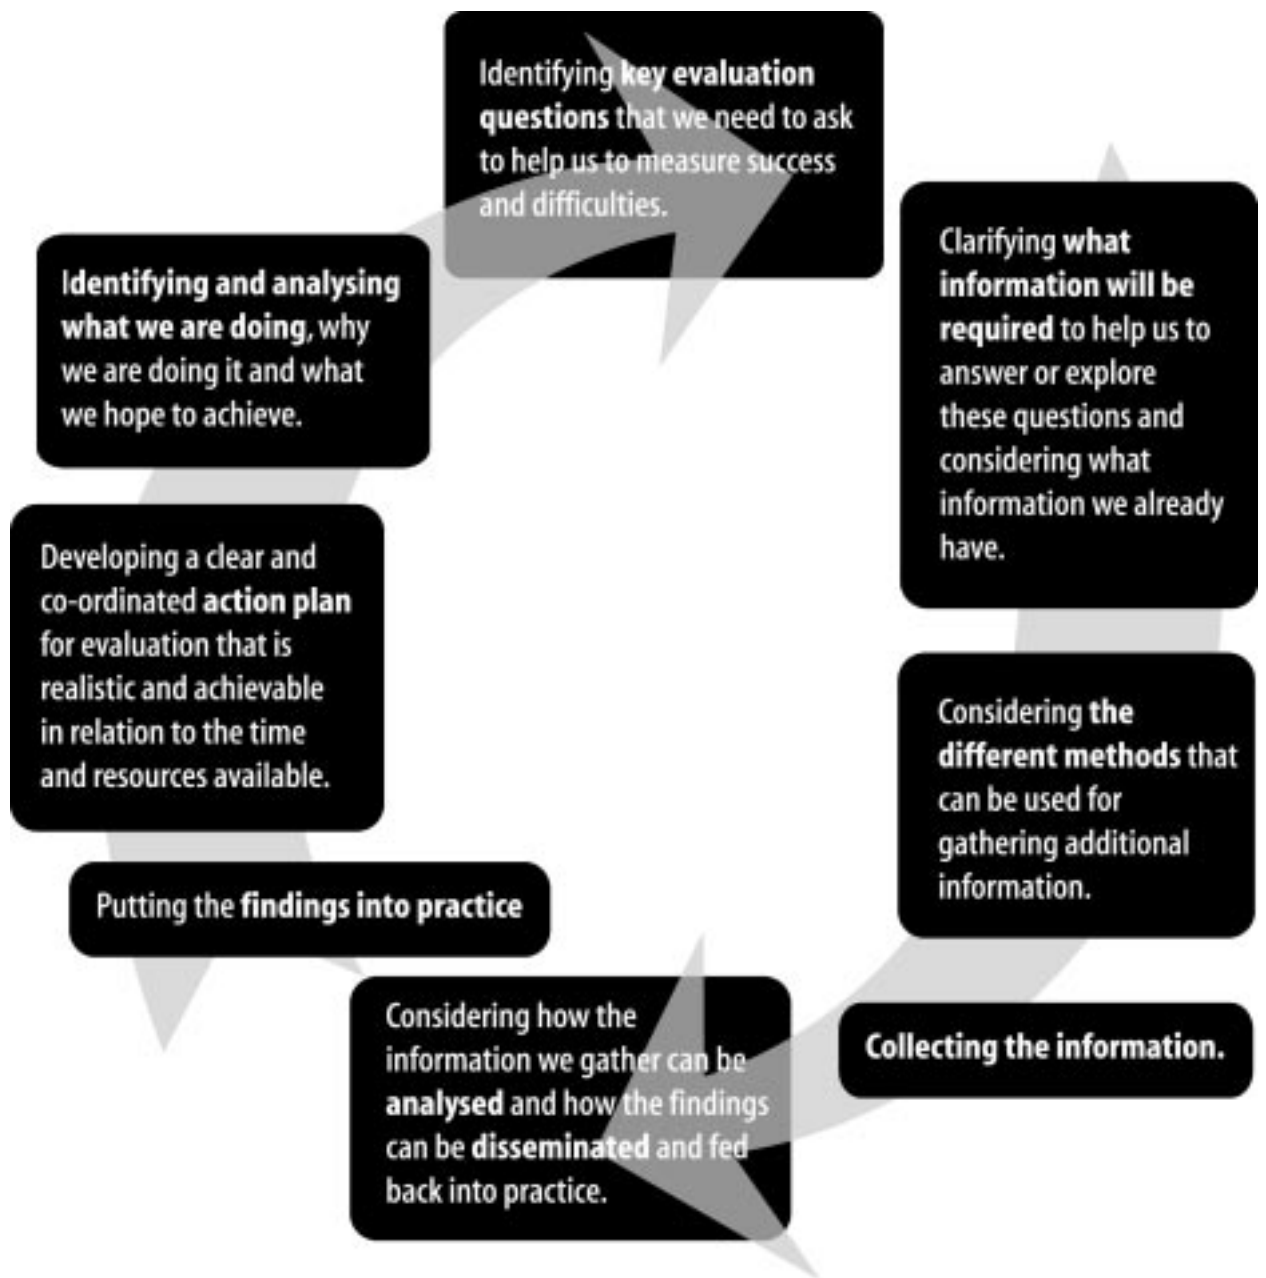 Identifying key evaluation
questions that we need to ask
to help us to measure success
and difficulties.
Clarifying what
information will be
required to help us to
answer or explore
these questions and
considering what
information we already
have.
Considering the
different methods that
can be used for
gathering additional
information.
Collecting the information.
Considering how the
information we gather can be
analysed and how the findings
can be disseminated and fed
back into practice.
Putting the findings into practice
Developing a clear and
co-ordinated action plan
for evaluation that is
realistic and achievable
in relation to the time
and resources available.
Identifying and analysing
what we are doing, why
we are doing it and what
we hope to achieve.